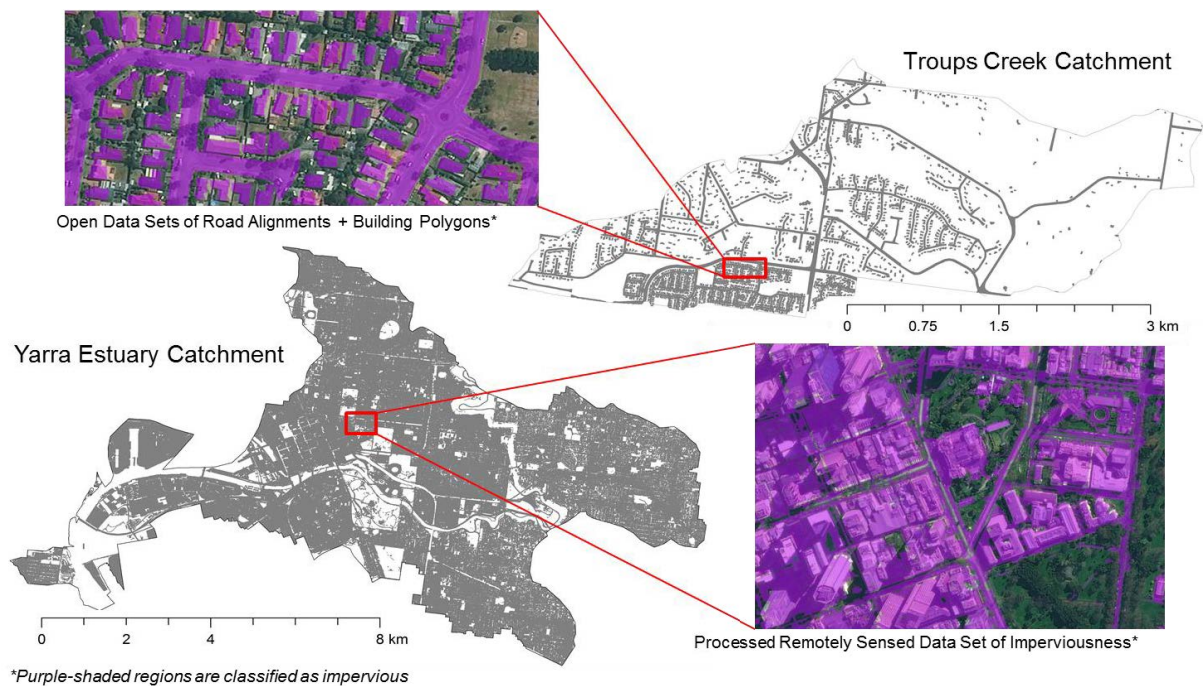 Troups Creek Catchment
Open Data Sets of Road Alignments + Building Polygons*
0 0.75 1.5 3 km
Yarra Estuary Catchment
Processed Remotely Sensed Data Set of Imperviousness*
0 2 4 8 km
*Purple-shaded regions are classified as impervious